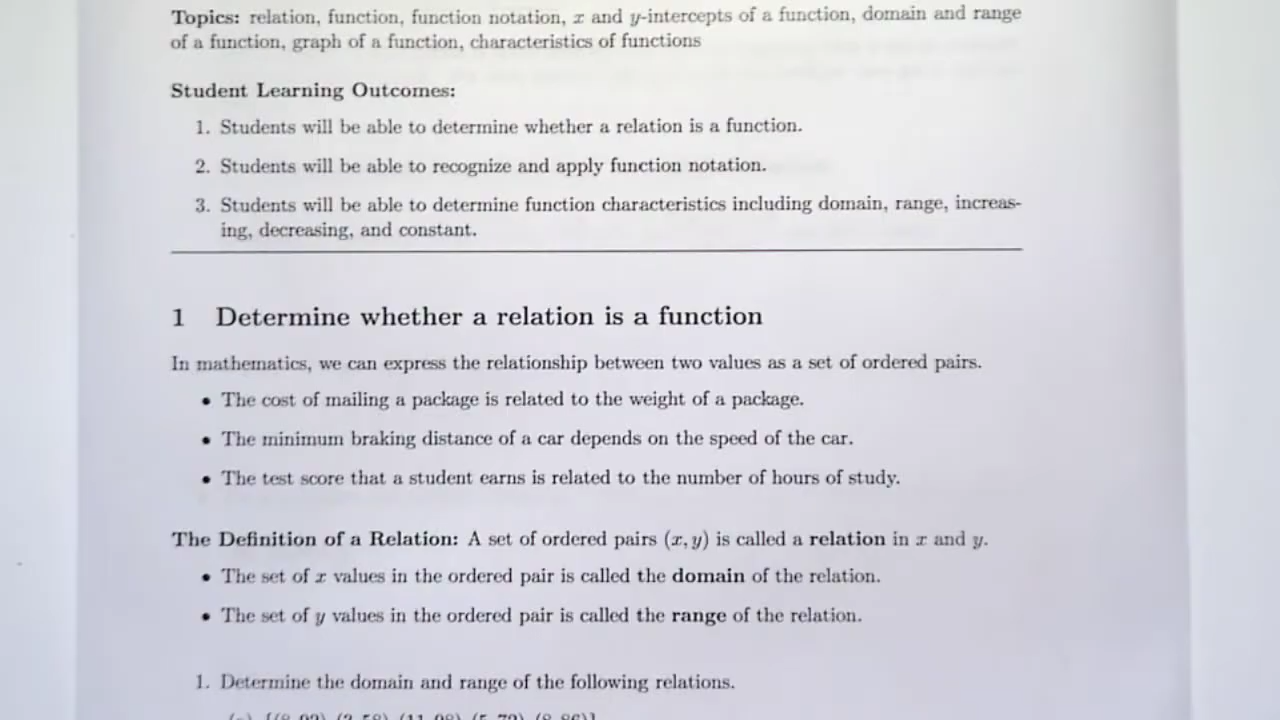 Topics: relation, function, function notation, x and y-intercepts of a function, domain and range
of a function, graph of a function, characteristics of functions
Student Learning Outcomes:
1. Students will be able to determine whether a relation is a function.
2. Students will be able to recognize and apply function notation.
3. Students will be able to determine function characteristics including domain, range, increas-
ing, decreasing, and constant.
1 Determine whether a relation is a function
In mathematics, we can express the relationship between two values as a set of ordered pairs.
• The cost of mailing a package is related to the weight of a package.
• The minimum braking distance of a car depends on the speed of the car.
• The test score that a student earns is related to the number of hours of study.
The Definition of a Relation: A set of ordered pairs (x, y) is called a relation in x and y.
• The set of x values in the ordered pair is called the domain of the relation.
• The set of y values in the ordered pair is called the range of the relation.
1. Determine the domain and range of the following relations.